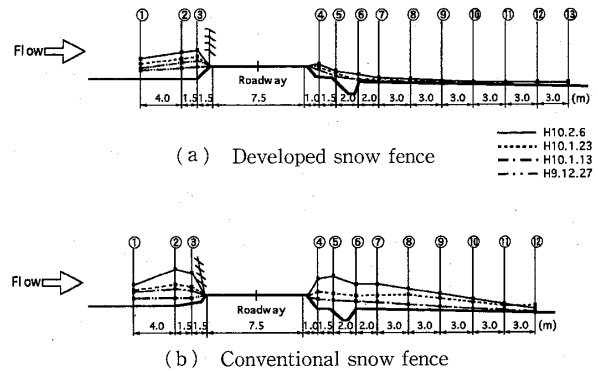 ① ② ③ ④ ⑤ ⑥ ⑦ ⑧ ⑨ ⑩ ⑪ ⑫ ⑬
Flow
Roadway
4.0 1.5 1.5 7.5 1.0 1.5 2.0 2.0 3.0 3.0 3.0 3.0 3.0 3.0 (m)
(a) Developed snow fence
H10.2.6
H10.1.23
H10.1.13
H9.12.27
① ② ③ ④ ⑤ ⑥ ⑦ ⑧ ⑨ ⑩ ⑪ ⑫
Flow
Roadway
4.0 1.5 1.5 7.5 1.0 1.5 2.0 2.0 3.0 3.0 3.0 3.0 3.0 (m)
(b) Conventional snow fence